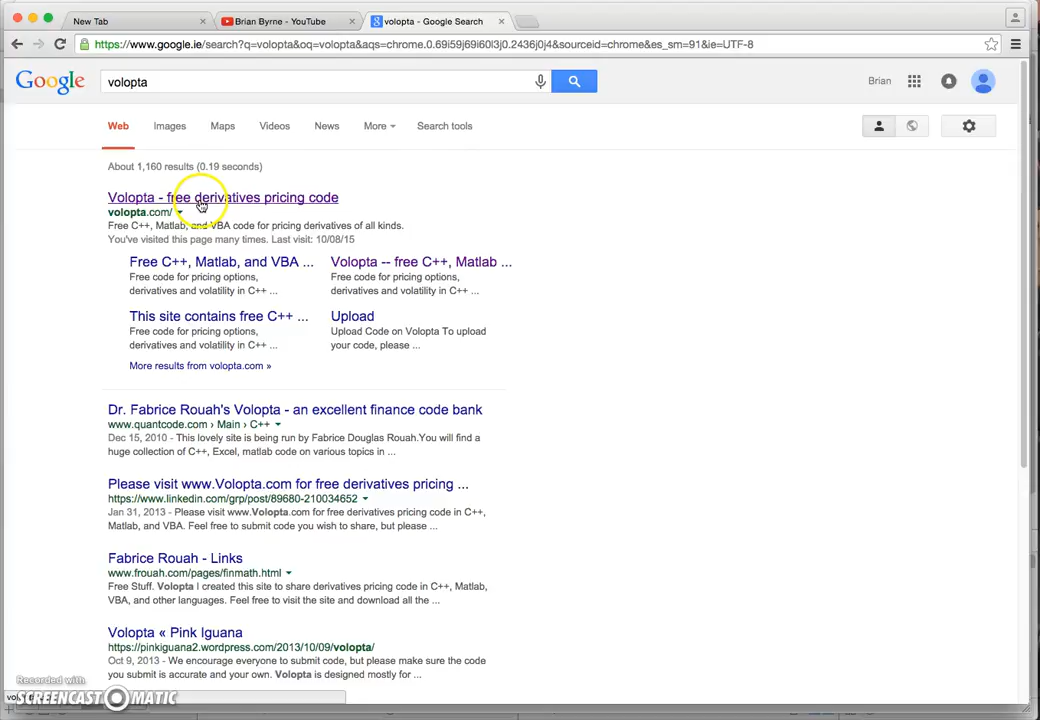 New Tab
Brian Byrne - YouTube
volopta - Google Search
https://www.google.ie/search?q=volopta&oq=volopta&aqs=chrome.0.69i59j69i60l3j0.2436j0j4&sourceid=chrome&es_sm=91&ie=UTF-8
Google
volopta
Brian
Web Images Maps Videos News More Search tools
About 1,160 results (0.19 seconds)
Volopta - free derivatives pricing code
volopta.com/
Free C++, Matlab, and VBA code for pricing derivatives of all kinds.
You've visited this page many times. Last visit: 10/08/15
Free C++, Matlab, and VBA ...
Free code for pricing options,
derivatives and volatility in C++ ...
Volopta -- free C++, Matlab ...
Free code for pricing options,
derivatives and volatility in C++ ...
This site contains free C++ ...
Free code for pricing options,
derivatives and volatility in C++ ...
Upload
Upload Code on Volopta To upload
your code, please ...
More results from volopta.com »
Dr. Fabrice Rouah's Volopta - an excellent finance code bank
www.quantcode.com › Main › C++
Dec 15, 2010 - This lovely site is being run by Fabrice Douglas Rouah.You will find a
huge collection of C++, Excel, matlab code on various topics in ...
Please visit www.Volopta.com for free derivatives pricing ...
https://www.linkedin.com/grp/post/89680-210034652
Jan 31, 2013 - Please visit www.Volopta.com for free derivatives pricing code in C++,
Matlab, and VBA. Feel free to submit code you wish to share, but please ...
Fabrice Rouah - Links
www.frouah.com/pages/finmath.html
Free Stuff. Volopta I created this site to share derivatives pricing code in C++, Matlab,
VBA, and other languages. Feel free to visit the site and download all the ...
Volopta « Pink Iguana
https://pinkiguana2.wordpress.com/2013/10/09/volopta/
Oct 9, 2013 - We encourage everyone to submit code, but please make sure the code
you submit is accurate and your own. Volopta is designed mostly for ...
Recorded with
SCREENCAST MATIC